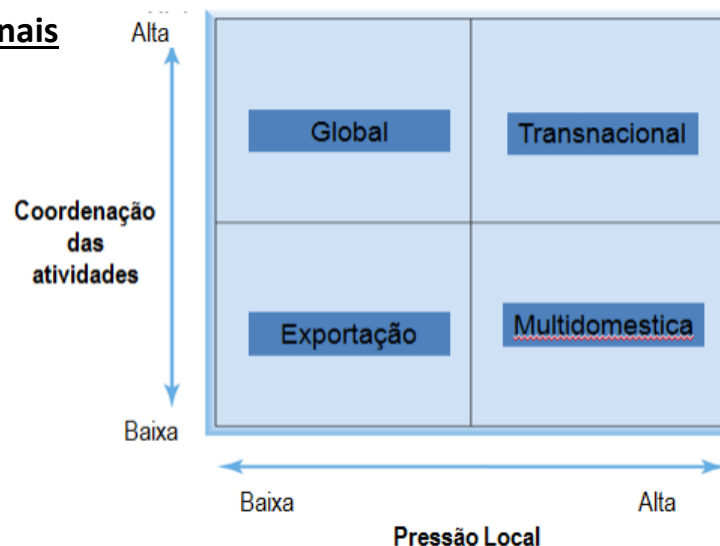 nais
Alta
Global
Transnacional
Coordenação
das
atividades
Exportação
Multidomestica
Baixa
Baixa
Alta
Pressão Local